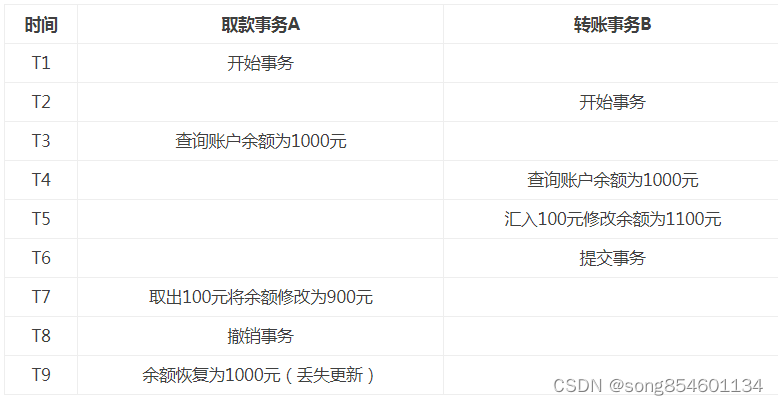 时间 取款事务A 转账事务B
T1 开始事务
T2 开始事务
T3 查询账户余额为1000元
T4 查询账户余额为1000元
T5 汇入100元修改余额为1100元
T6 提交事务
T7 取出100元将余额修改为900元
T8 撤销事务
T9 余额恢复为1000元（丢失更新）
CSDN @song854601134